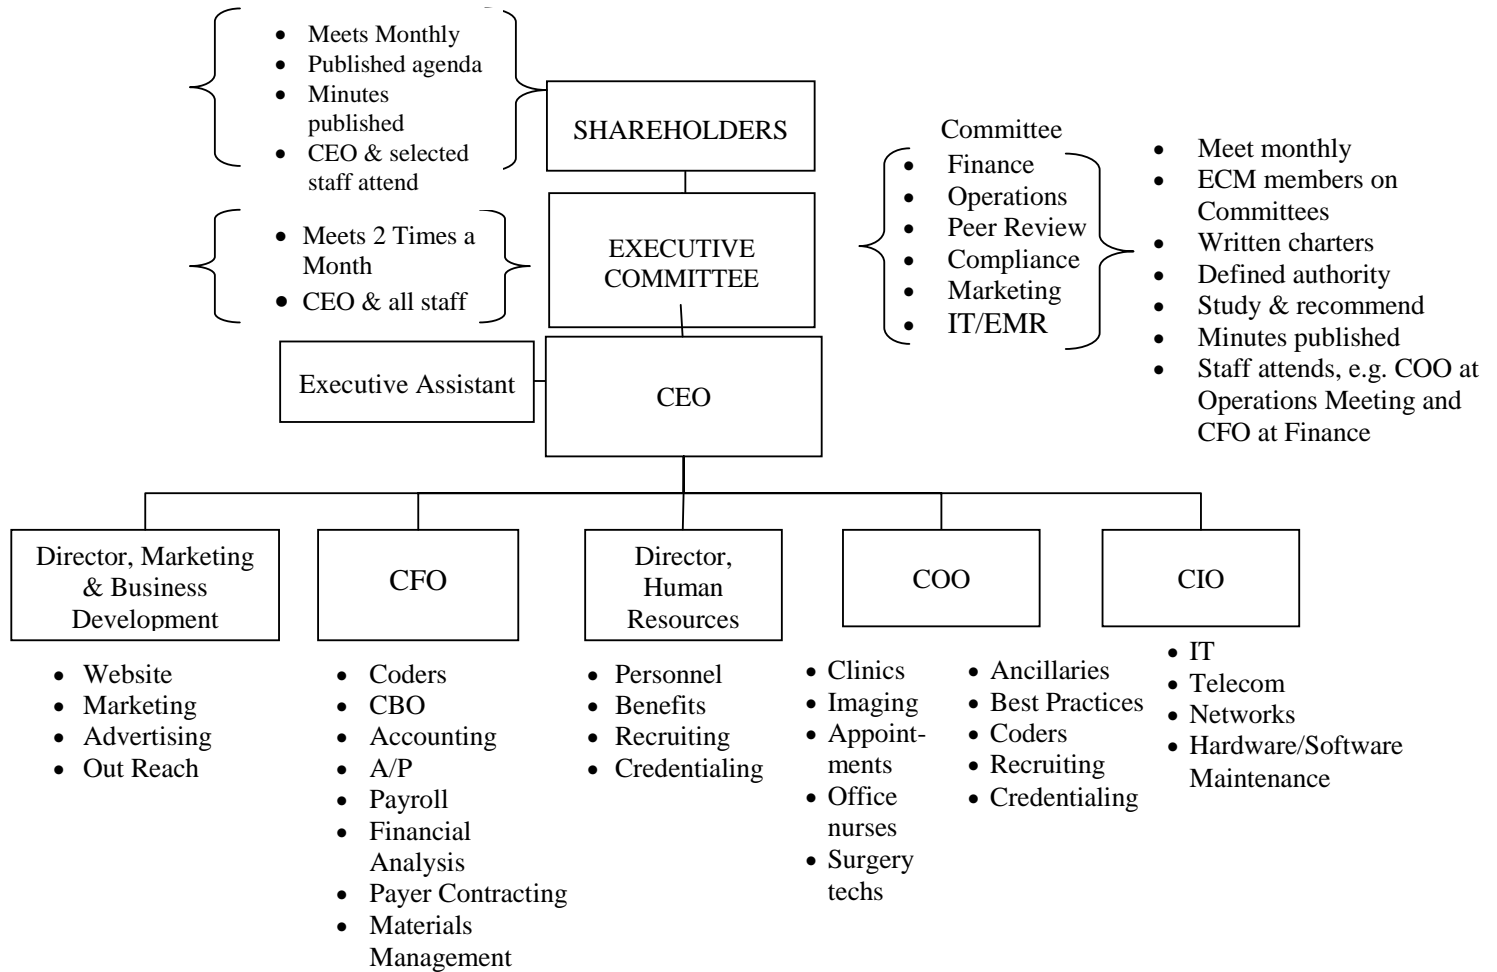 • Meets Monthly
• Published agenda
• Minutes
published
• CEO & selected
staff attend
SHAREHOLDERS
• Meets 2 Times a
Month
• CEO & all staff
EXECUTIVE
COMMITTEE
Committee
• Finance
• Operations
• Peer Review
• Compliance
• Marketing
• IT/EMR
• Meet monthly
• ECM members on
Committees
• Written charters
• Defined authority
• Study & recommend
• Minutes published
• Staff attends, e.g. COO at
Operations Meeting and
CFO at Finance
Executive Assistant
CEO
Director, Marketing
& Business
Development
• Website
• Marketing
• Advertising
• Out Reach
CFO
• Coders
• CBO
• Accounting
• A/P
• Payroll
• Financial
Analysis
• Payer Contracting
• Materials
Management
Director,
Human
Resources
• Personnel
• Benefits
• Recruiting
• Credentialing
COO
• Clinics
• Imaging
• Appoint-
ments
• Office
nurses
• Surgery
techs
• Ancillaries
• Best Practices
• Coders
• Recruiting
• Credentialing
CIO
• IT
• Telecom
• Networks
• Hardware/Software
Maintenance